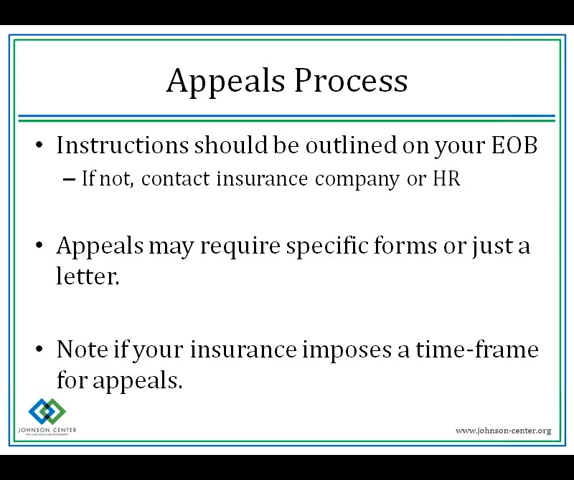 Appeals Process
• Instructions should be outlined on your EOB
– If not, contact insurance company or HR
• Appeals may require specific forms or just a
letter.
• Note if your insurance imposes a time-frame
for appeals.
JOHNSON CENTER
www.johnson-center.org